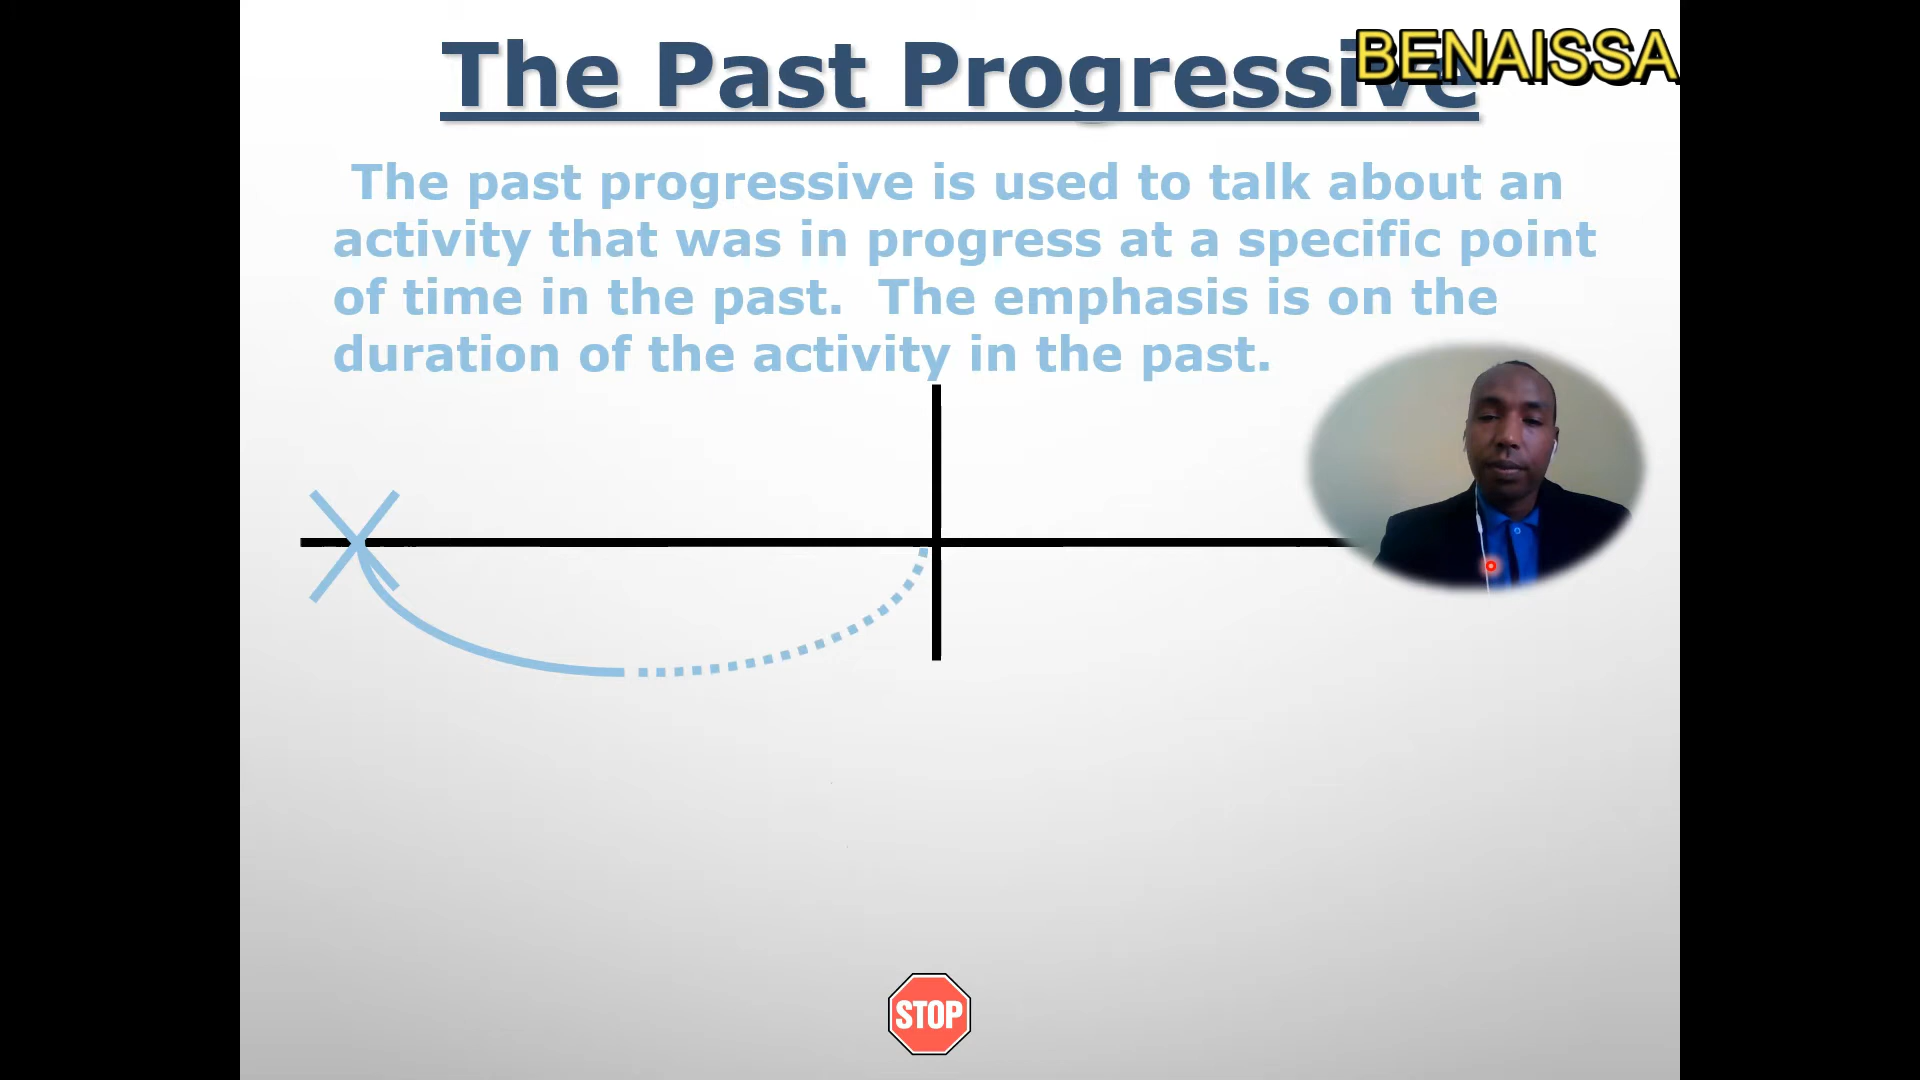 The Past Progressive
BENAISSA
The past progressive is used to talk about an
activity that was in progress at a specific point
of time in the past. The emphasis is on the
duration of the activity in the past.
STOP